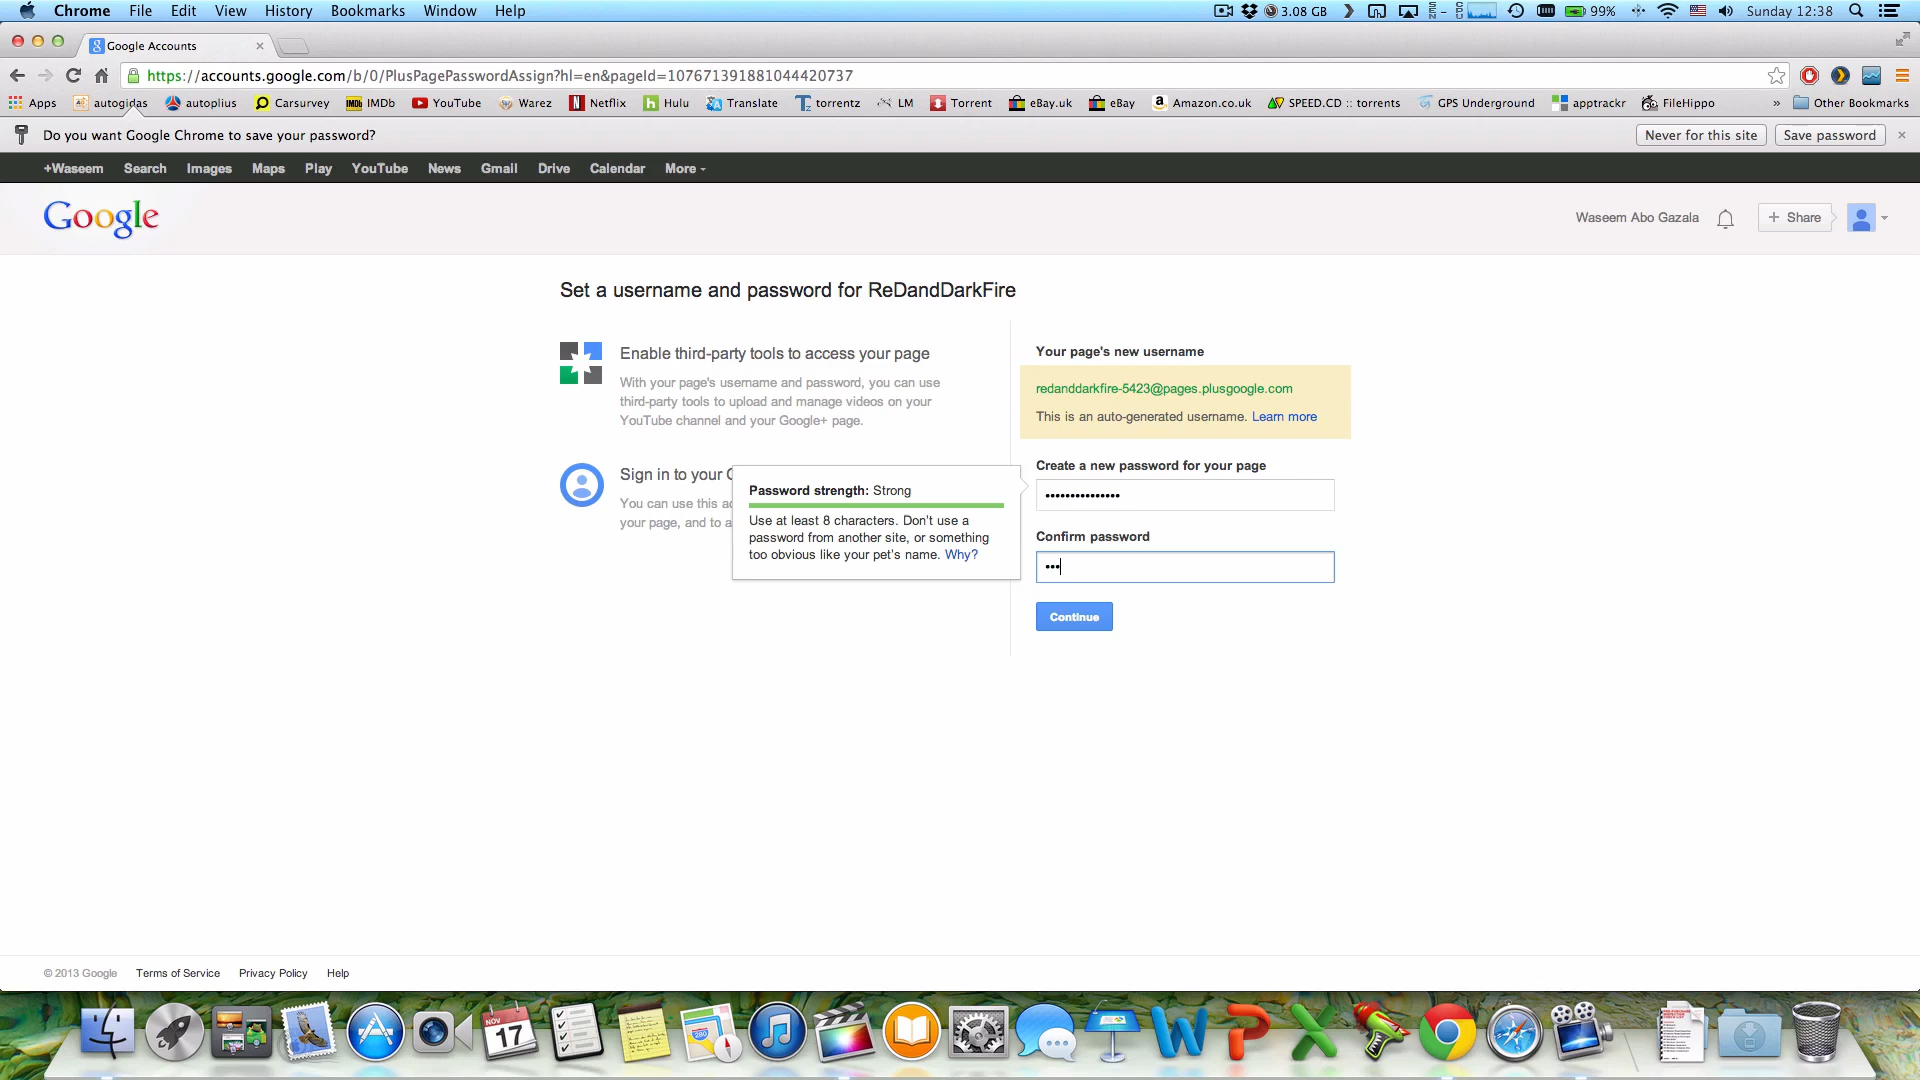 Chrome File Edit View History Bookmarks Window Help
3.08 GB 99% Sunday 12:38
Google Accounts
https://accounts.google.com/b/0/PlusPagePasswordAssign?hl=en&pageId=107671391881044420737
Apps autogidas autoplius Carsurvey IMDb YouTube Warez Netflix Hulu Translate torrentz LM Torrent eBay.uk eBay Amazon.co.uk SPEED.CD :: torrents GPS Underground apptrackr FileHippo » Other Bookmarks
Do you want Google Chrome to save your password?
Never for this site Save password
+Waseem Search Images Maps Play YouTube News Gmail Drive Calendar More
Google
Waseem Abo Gazala + Share
Set a username and password for ReDandDarkFire
Enable third-party tools to access your page
With your page's username and password, you can use
third-party tools to upload and manage videos on your
YouTube channel and your Google+ page.
Sign in to your
You can use this
your page, and to
Password strength: Strong
Use at least 8 characters. Don't use a
password from another site, or something
too obvious like your pet's name. Why?
Your page's new username
redanddarkfire-5423@pages.plusgoogle.com
This is an auto-generated username. Learn more
Create a new password for your page
•••••••••••••••
Confirm password
•••
Continue
© 2013 Google Terms of Service Privacy Policy Help
NOV
17